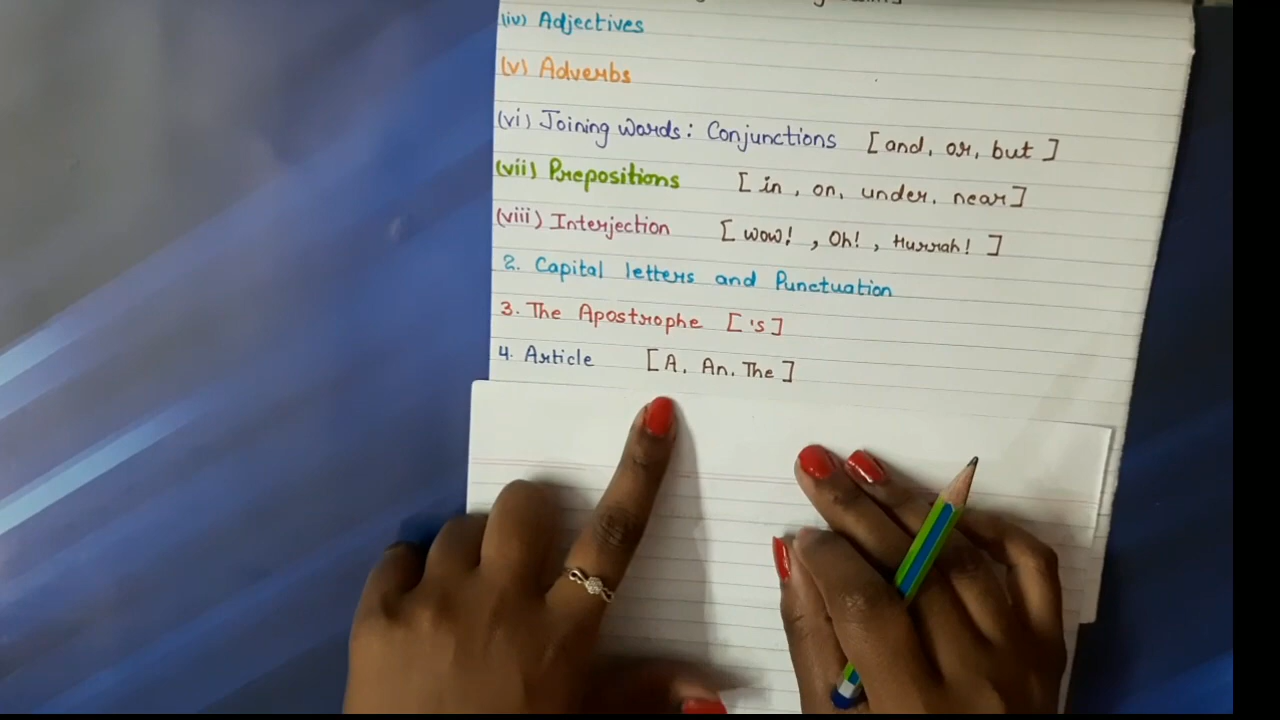 (iv) Adjectives
(v) Adverbs
(vi) Joining words: Conjunctions [and, or, but]
(vii) Prepositions [in, on, under, near]
(viii) Interjection [wow!, Oh!, Hurrah!]
2. Capital letters and Punctuation
3. The Apostrophe ['s]
4. Article [A, An, The]